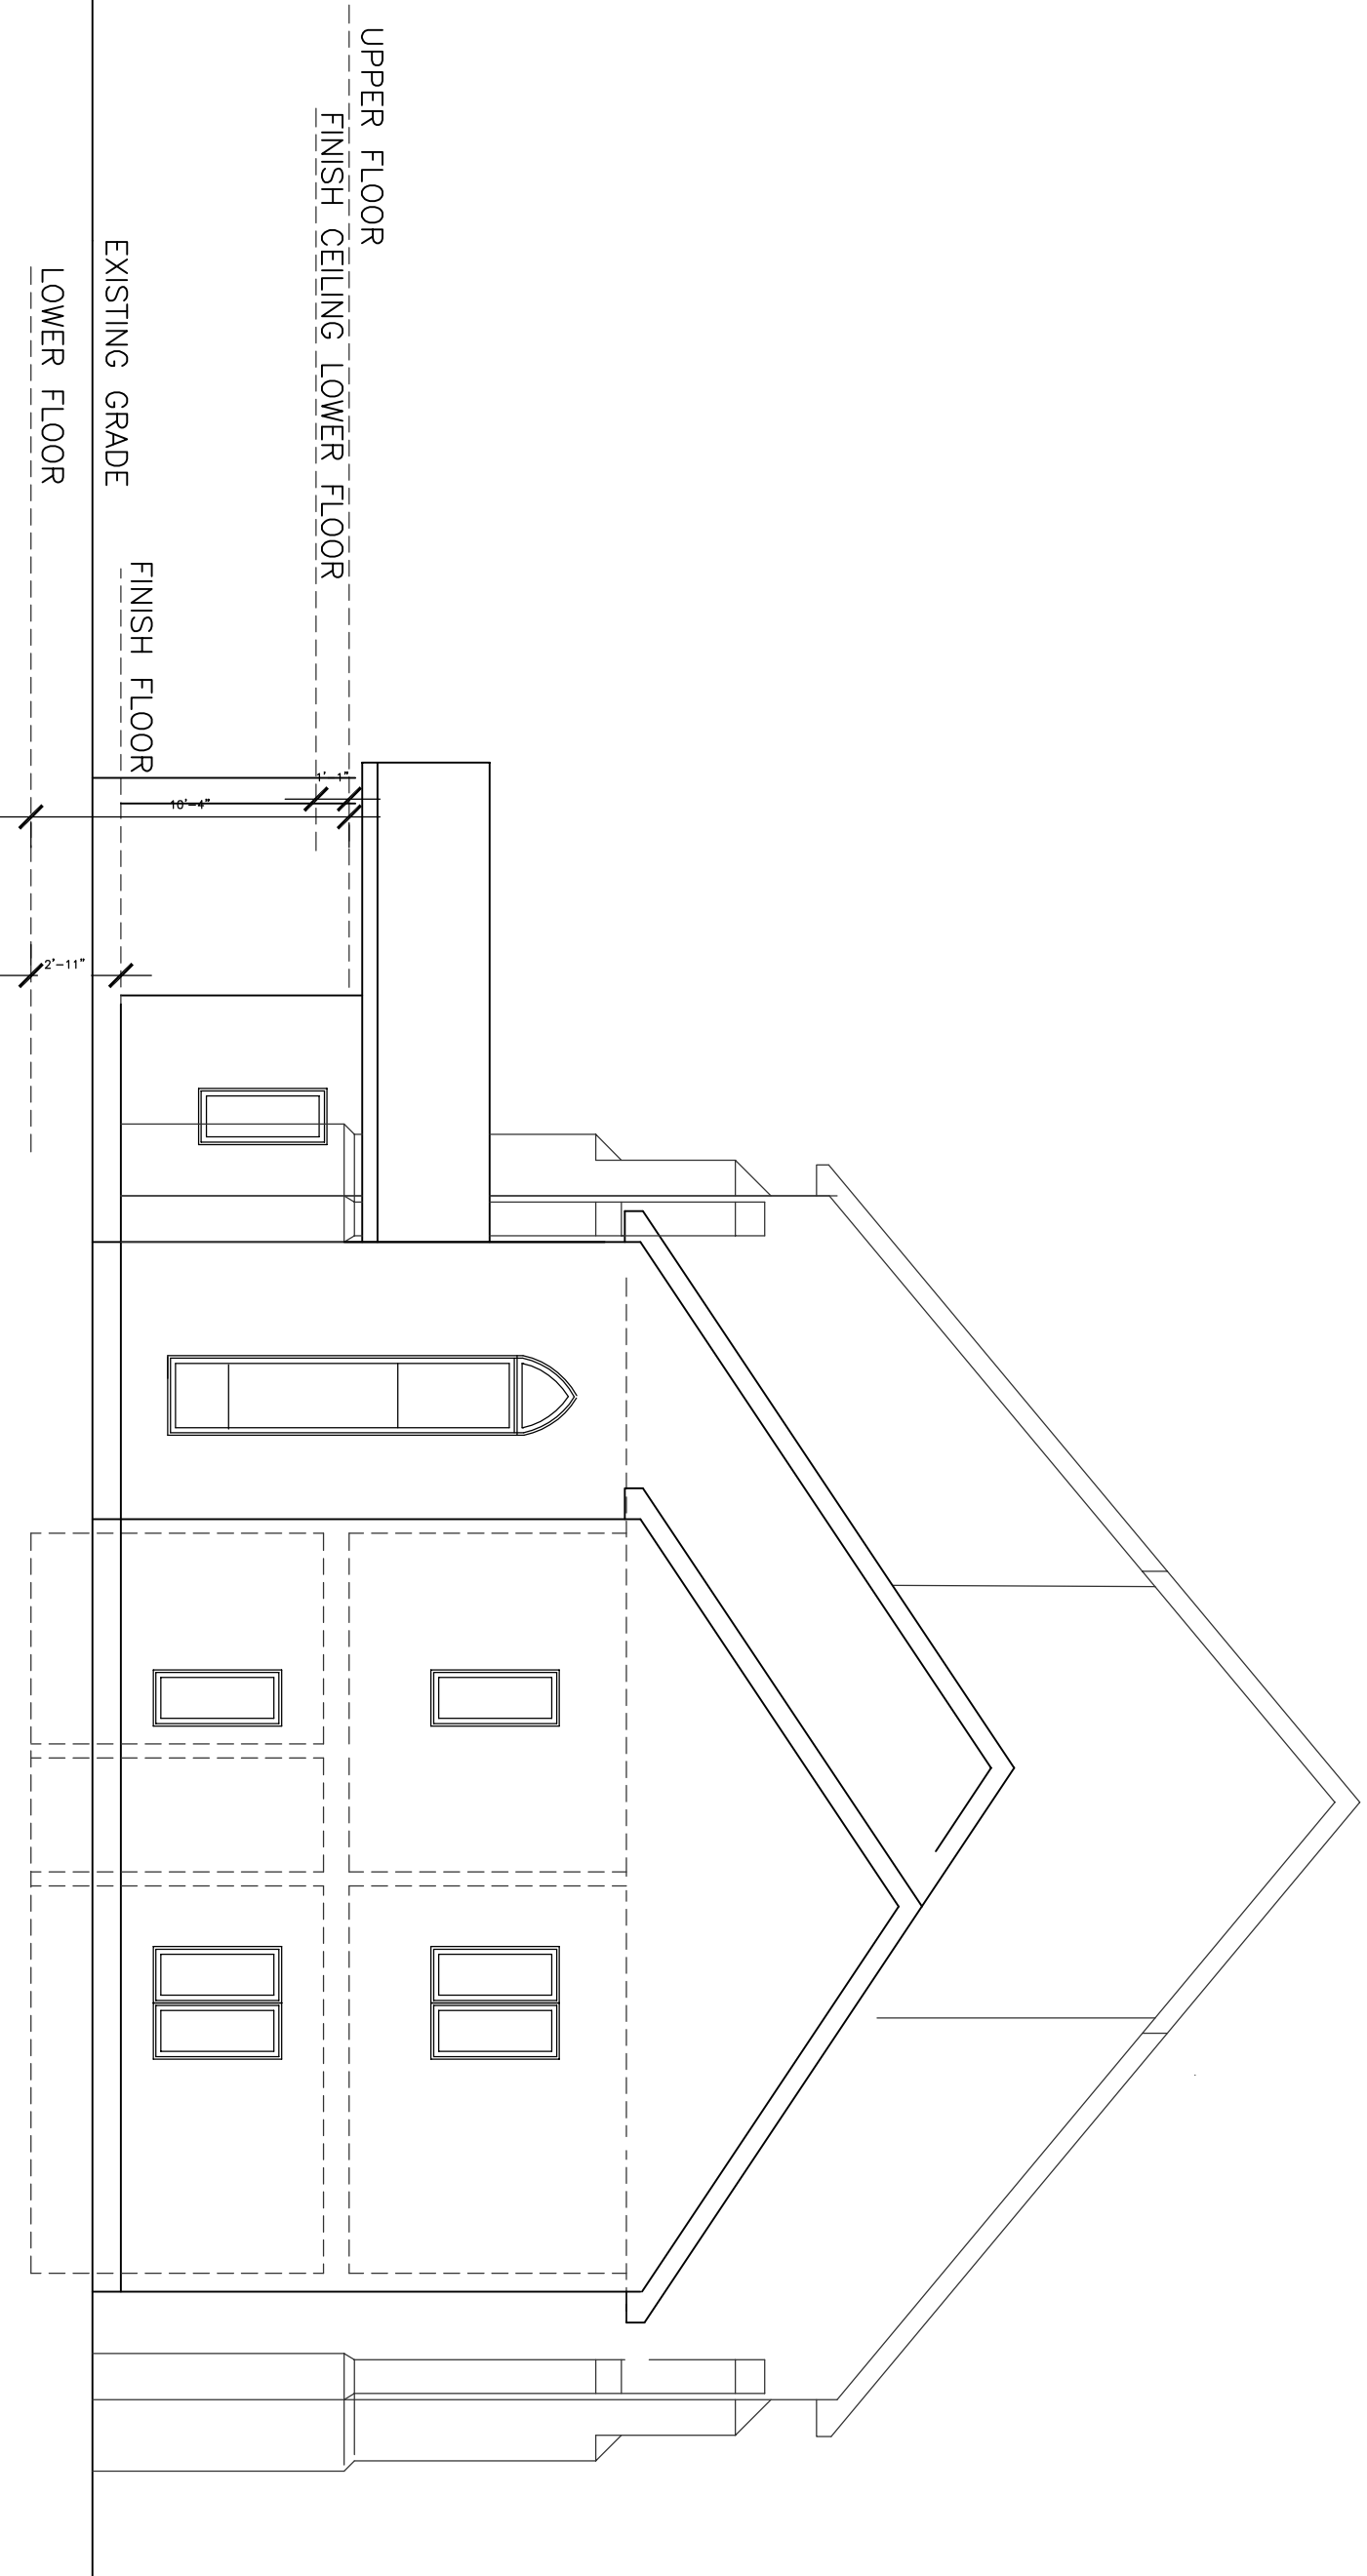 UPPER FLOOR
FINISH CEILING LOWER FLOOR
1'-1"
10'-4"
FINISH FLOOR
EXISTING GRADE
2'-11"
LOWER FLOOR